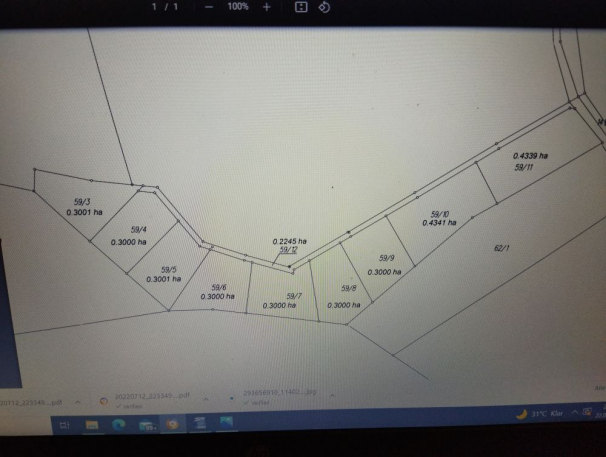 1 / 1 — 100% +
0.4339 ha
59/11
59/3
0.3001 ha
59/10
0.4341 ha
59/4
0.3000 ha
0.2245 ha
59/12
62/1
59/5
0.3001 ha
59/9
0.3000 ha
59/6
0.3000 ha
59/7
0.3000 ha
59/8
0.3000 ha
31°C Klar